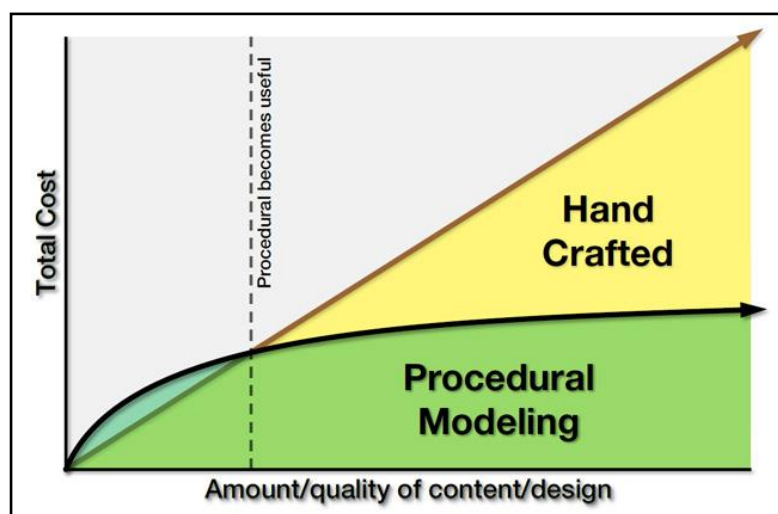 Total Cost
Procedural becomes useful
Hand
Crafted
Procedural
Modeling
Amount/quality of content/design